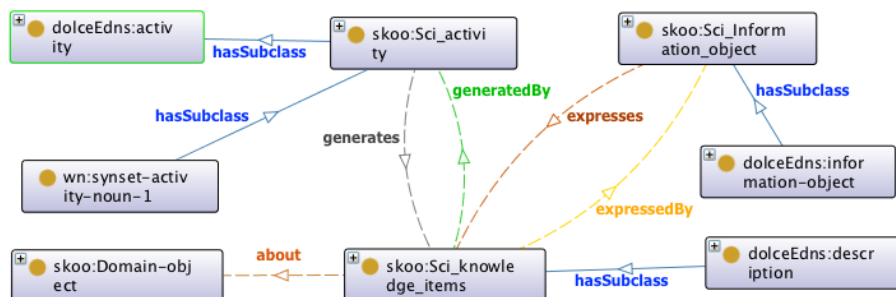 dolceEdns:activ
ity
skoo:Sci_activi
ty
skoo:Sci_Inform
ation_object
hasSubclass
generatedBy
hasSubclass
hasSubclass
expresses
generates
wn:synset-activ
ity-noun-1
dolceEdns:infor
mation-object
expressedBy
skoo:Domain-obj
ect
about
skoo:Sci_knowle
dge_items
hasSubclass
dolceEdns:descr
iption